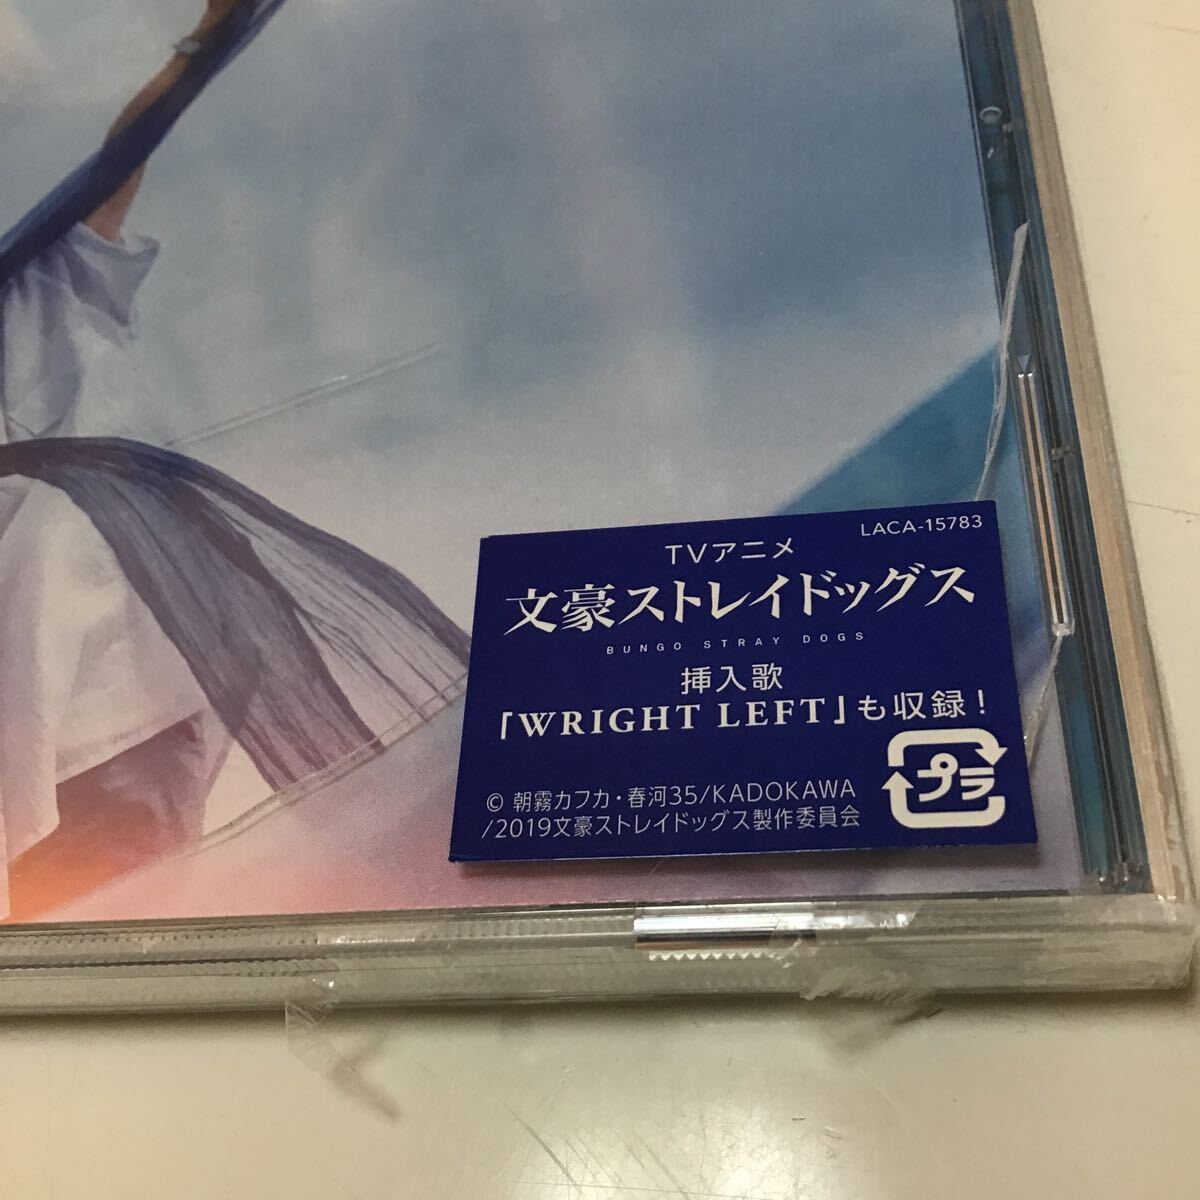 LACA-15783
TVアニメ
文豪ストレイドッグス
BUNGO STRAY DOGS
挿入歌
「WRIGHT LEFT」も収録！
プラ
© 朝霧カフカ・春河35/KADOKAWA
/2019文豪ストレイドッグス製作委員会